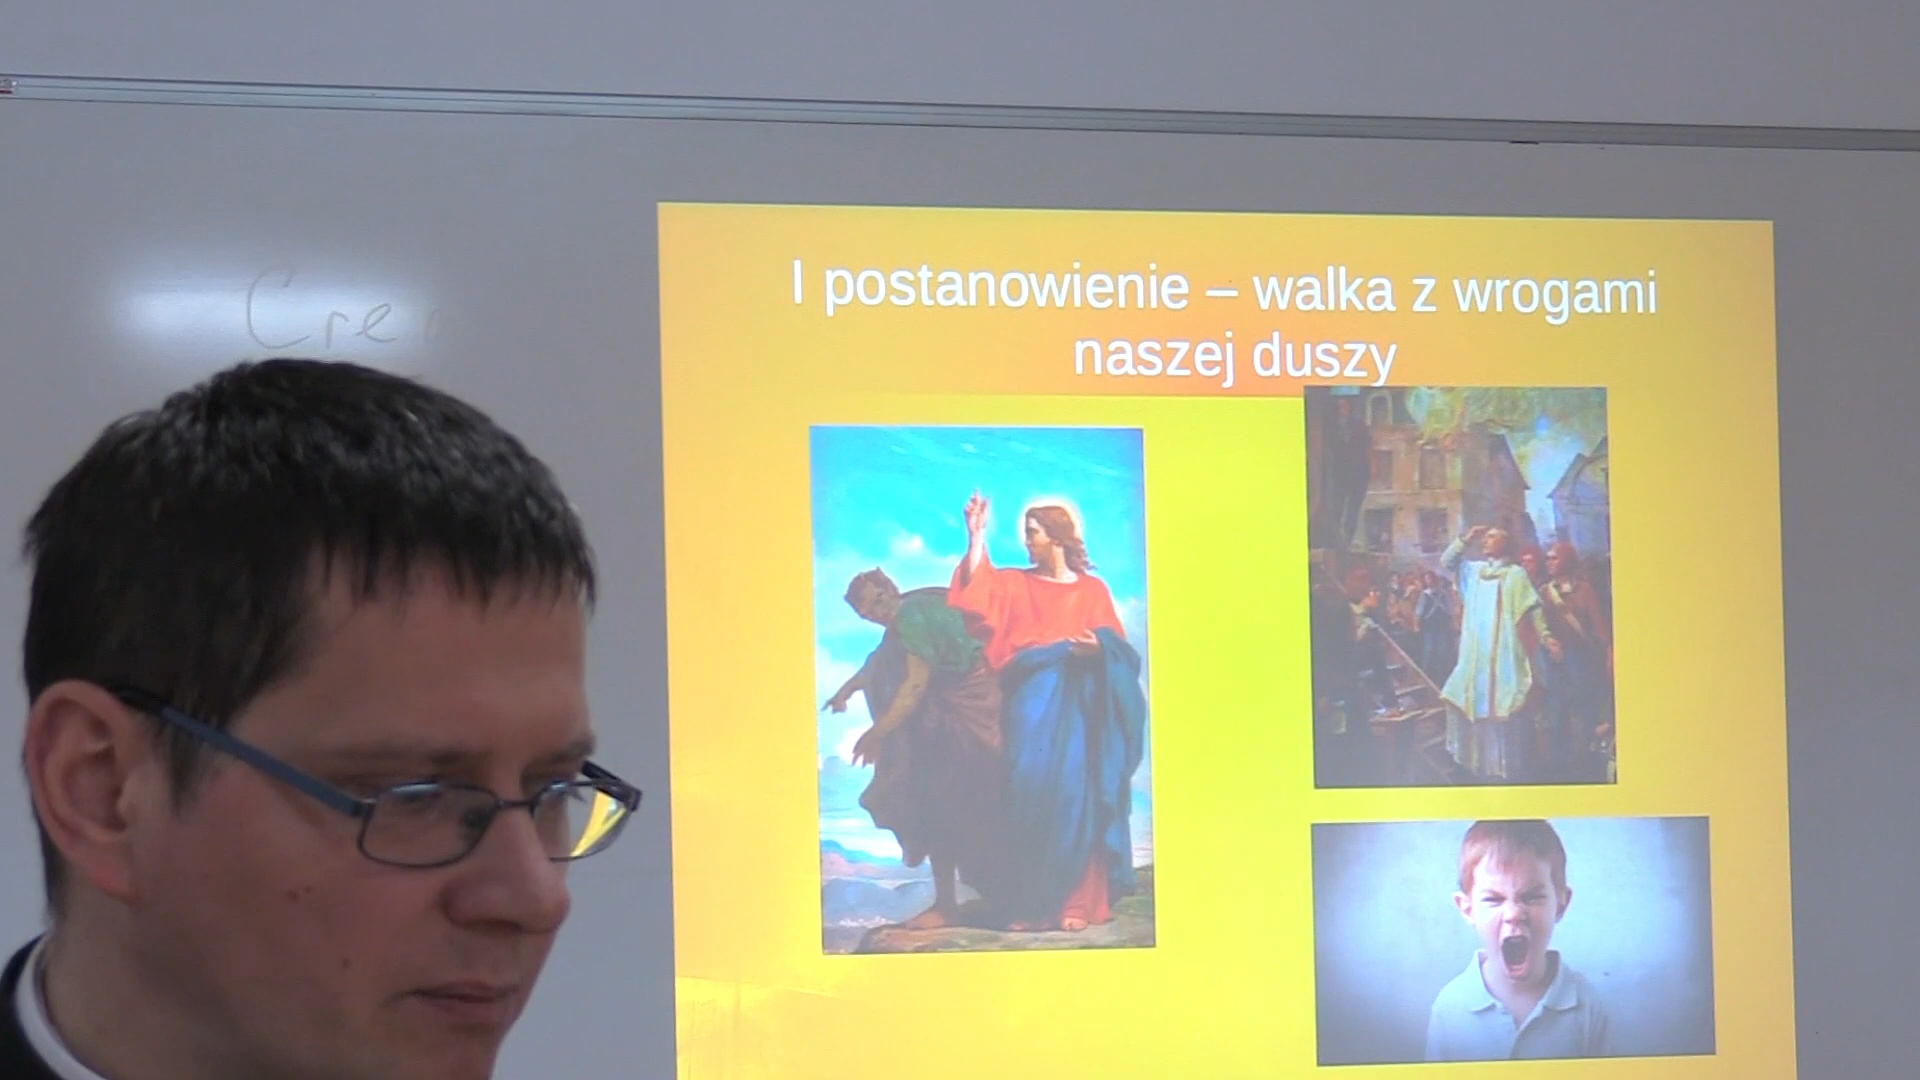 I postanowienie – walka z wrogami
naszej duszy